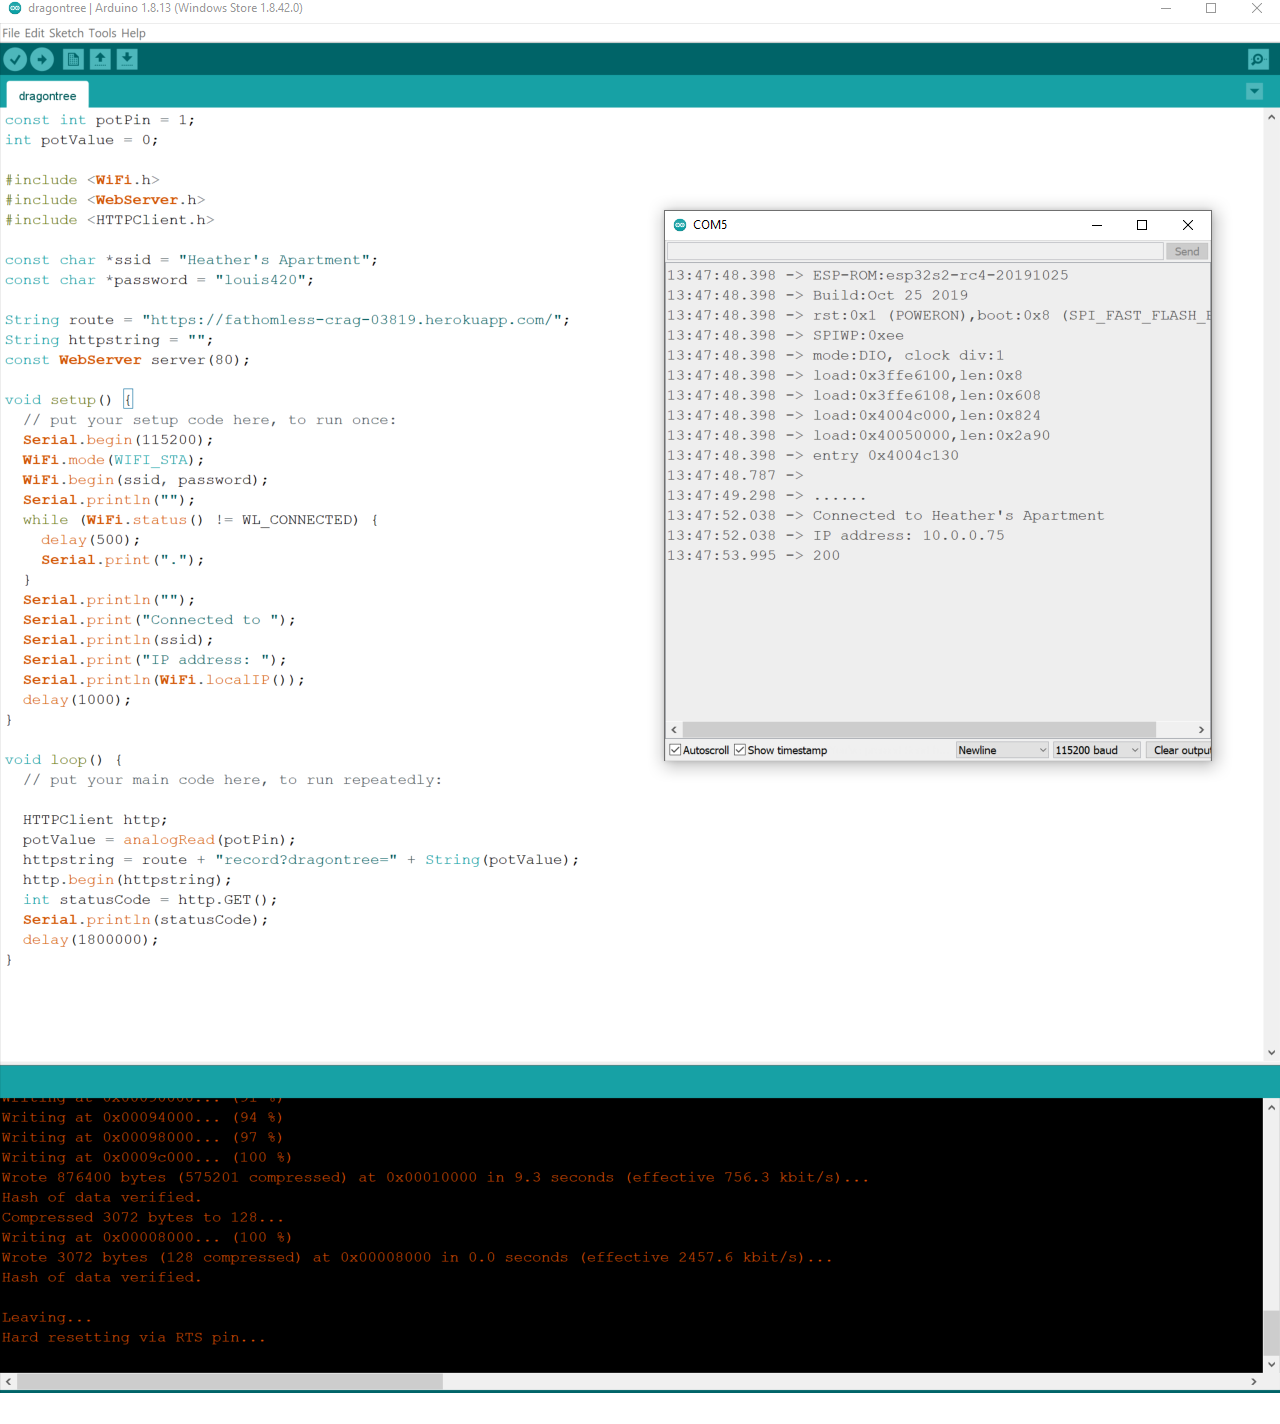 dragontree | Arduino 1.8.13 (Windows Store 1.8.42.0)
File Edit Sketch Tools Help
dragontree
const int potPin = 1;
int potValue = 0;
#include <WiFi.h>
#include <WebServer.h>
#include <HTTPClient.h>
const char *ssid = "Heather's Apartment";
const char *password = "louis420";
String route = "https://fathomless-crag-03819.herokuapp.com/";
String httpstring = "";
const WebServer server(80);
void setup() {
// put your setup code here, to run once:
Serial.begin(115200);
WiFi.mode(WIFI_STA);
WiFi.begin(ssid, password);
Serial.println("");
while (WiFi.status() != WL_CONNECTED) {
delay(500);
Serial.print(".");
}
Serial.println("");
Serial.print("Connected to ");
Serial.println(ssid);
Serial.print("IP address: ");
Serial.println(WiFi.localIP());
delay(1000);
}
void loop() {
// put your main code here, to run repeatedly:
HTTPClient http;
potValue = analogRead(potPin);
httpstring = route + "record?dragontree=" + String(potValue);
http.begin(httpstring);
int statusCode = http.GET();
Serial.println(statusCode);
delay(1800000);
}
COM5
Send
13:47:48.398 -> ESP-ROM:esp32s2-rc4-20191025
13:47:48.398 -> Build:Oct 25 2019
13:47:48.398 -> rst:0x1 (POWERON),boot:0x8 (SPI_FAST_FLASH_
13:47:48.398 -> SPIWP:0xee
13:47:48.398 -> mode:DIO, clock div:1
13:47:48.398 -> load:0x3ffe6100,len:0x8
13:47:48.398 -> load:0x3ffe6108,len:0x608
13:47:48.398 -> load:0x4004c000,len:0x824
13:47:48.398 -> load:0x40050000,len:0x2a90
13:47:48.398 -> entry 0x4004c130
13:47:48.787 ->
13:47:49.298 -> ......
13:47:52.038 -> Connected to Heather's Apartment
13:47:52.038 -> IP address: 10.0.0.75
13:47:53.995 -> 200
Autoscroll Show timestamp Newline 115200 baud Clear output
Writing at 0x00090000... (91 %)
Writing at 0x00094000... (94 %)
Writing at 0x00098000... (97 %)
Writing at 0x0009c000... (100 %)
Wrote 876400 bytes (575201 compressed) at 0x00010000 in 9.3 seconds (effective 756.3 kbit/s)...
Hash of data verified.
Compressed 3072 bytes to 128...
Writing at 0x00008000... (100 %)
Wrote 3072 bytes (128 compressed) at 0x00008000 in 0.0 seconds (effective 2457.6 kbit/s)...
Hash of data verified.
Leaving...
Hard resetting via RTS pin...